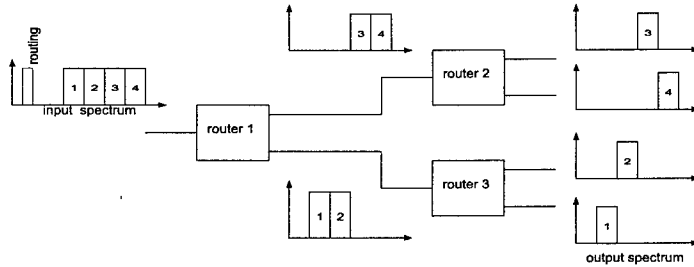 routing
1 2 3 4
input spectrum
router 1
3 4
router 2
1 2
router 3
3
4
2
1
output spectrum